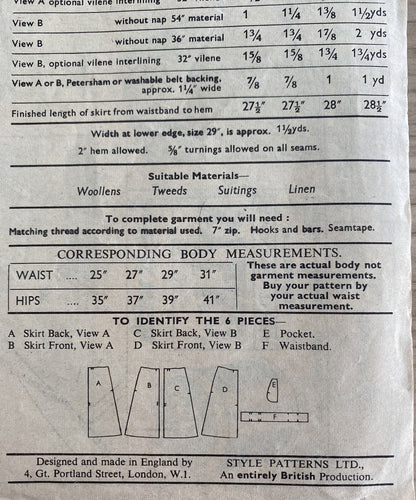 View A optional vilene interlining 32" vilene
View B without nap 54" material 1 1¼ 1⅜ 1½yds
View B without nap 36" material 1¾ 1¾ 1⅞ 2 yds
View B, optional vilene interlining 32" vilene 1⅝ 1⅝ 1¾ 1¾yds
View A or B, Petersham or washable belt backing,
approx. 1¼" wide ⅞ ⅞ 1 1 yd
Finished length of skirt from waistband to hem 27½" 27½" 28" 28½"
Width at lower edge, size 29", is approx. 1½yds.
2" hem allowed. ⅝" turnings allowed on all seams.
Suitable Materials—
Woollens Tweeds Suitings Linen
To complete garment you will need :
Matching thread according to material used. 7" zip. Hooks and bars. Seamtape.
CORRESPONDING BODY MEASUREMENTS.
WAIST .... 25" 27" 29" 31"
HIPS .... 35" 37" 39" 41"
These are actual body not
garment measurements.
Buy your pattern by
your actual waist
measurement.
TO IDENTIFY THE 6 PIECES—
A Skirt Back, View A C Skirt Back, View B E Pocket.
B Skirt Front, View A D Skirt Front, View B F Waistband.
A B C D E
F
Designed and made in England by
4, Gt. Portland Street, London, W.1.
STYLE PATTERNS LTD.,
An entirely British Production.